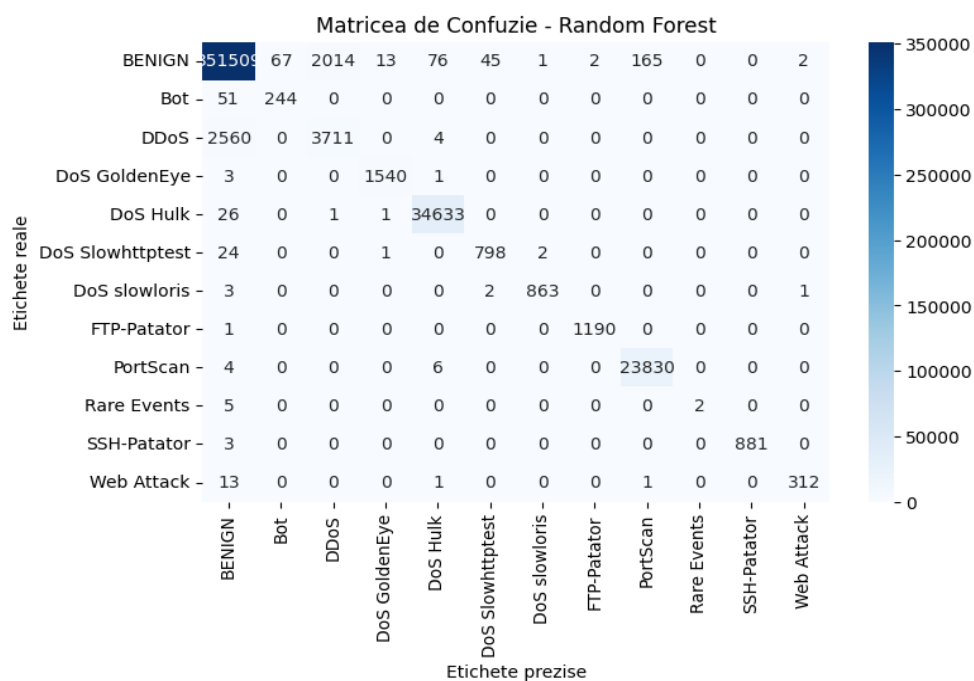 Matricea de Confuzie - Random Forest
BENIGN 351509 67 2014 13 76 45 1 2 165 0 0 2
Bot 51 244 0 0 0 0 0 0 0 0 0 0
DDoS 2560 0 3711 0 4 0 0 0 0 0 0 0
DoS GoldenEye 3 0 0 1540 1 0 0 0 0 0 0 0
DoS Hulk 26 0 1 1 34633 0 0 0 0 0 0 0
DoS Slowhttptest 24 0 0 1 0 798 2 0 0 0 0 0
DoS slowloris 3 0 0 0 0 2 863 0 0 0 0 1
FTP-Patator 1 0 0 0 0 0 0 1190 0 0 0 0
PortScan 4 0 0 0 6 0 0 0 23830 0 0 0
Rare Events 5 0 0 0 0 0 0 0 0 2 0 0
SSH-Patator 3 0 0 0 0 0 0 0 0 0 881 0
Web Attack 13 0 0 0 1 0 0 0 1 0 0 312
Etichete reale
BENIGN
Bot
DDoS
DoS GoldenEye
DoS Hulk
DoS Slowhttptest
DoS slowloris
FTP-Patator
PortScan
Rare Events
SSH-Patator
Web Attack
Etichete prezise
350000
300000
250000
200000
150000
100000
50000
0